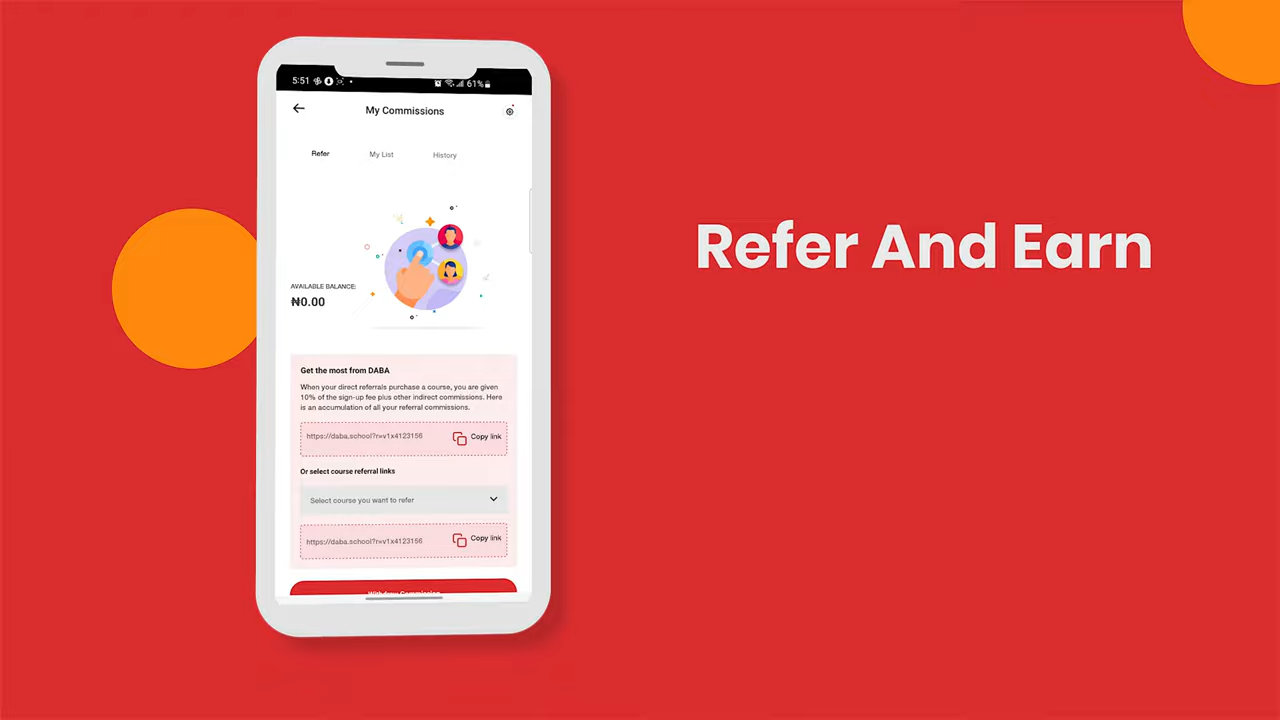 5:51
61%
My Commissions
Refer
My List
History
Refer And Earn
AVAILABLE BALANCE:
₦0.00
Get the most from DABA
When your direct referrals purchase a course, you are given
10% of the sign-up fee plus other indirect commissions. Here
is an accumulation of all your referral commissions.
https://daba.school?r=v1x4123156
Copy link
Or select course referral links
Select course you want to refer
https://daba.school?r=v1x4123156
Copy link
Withdraw Commission